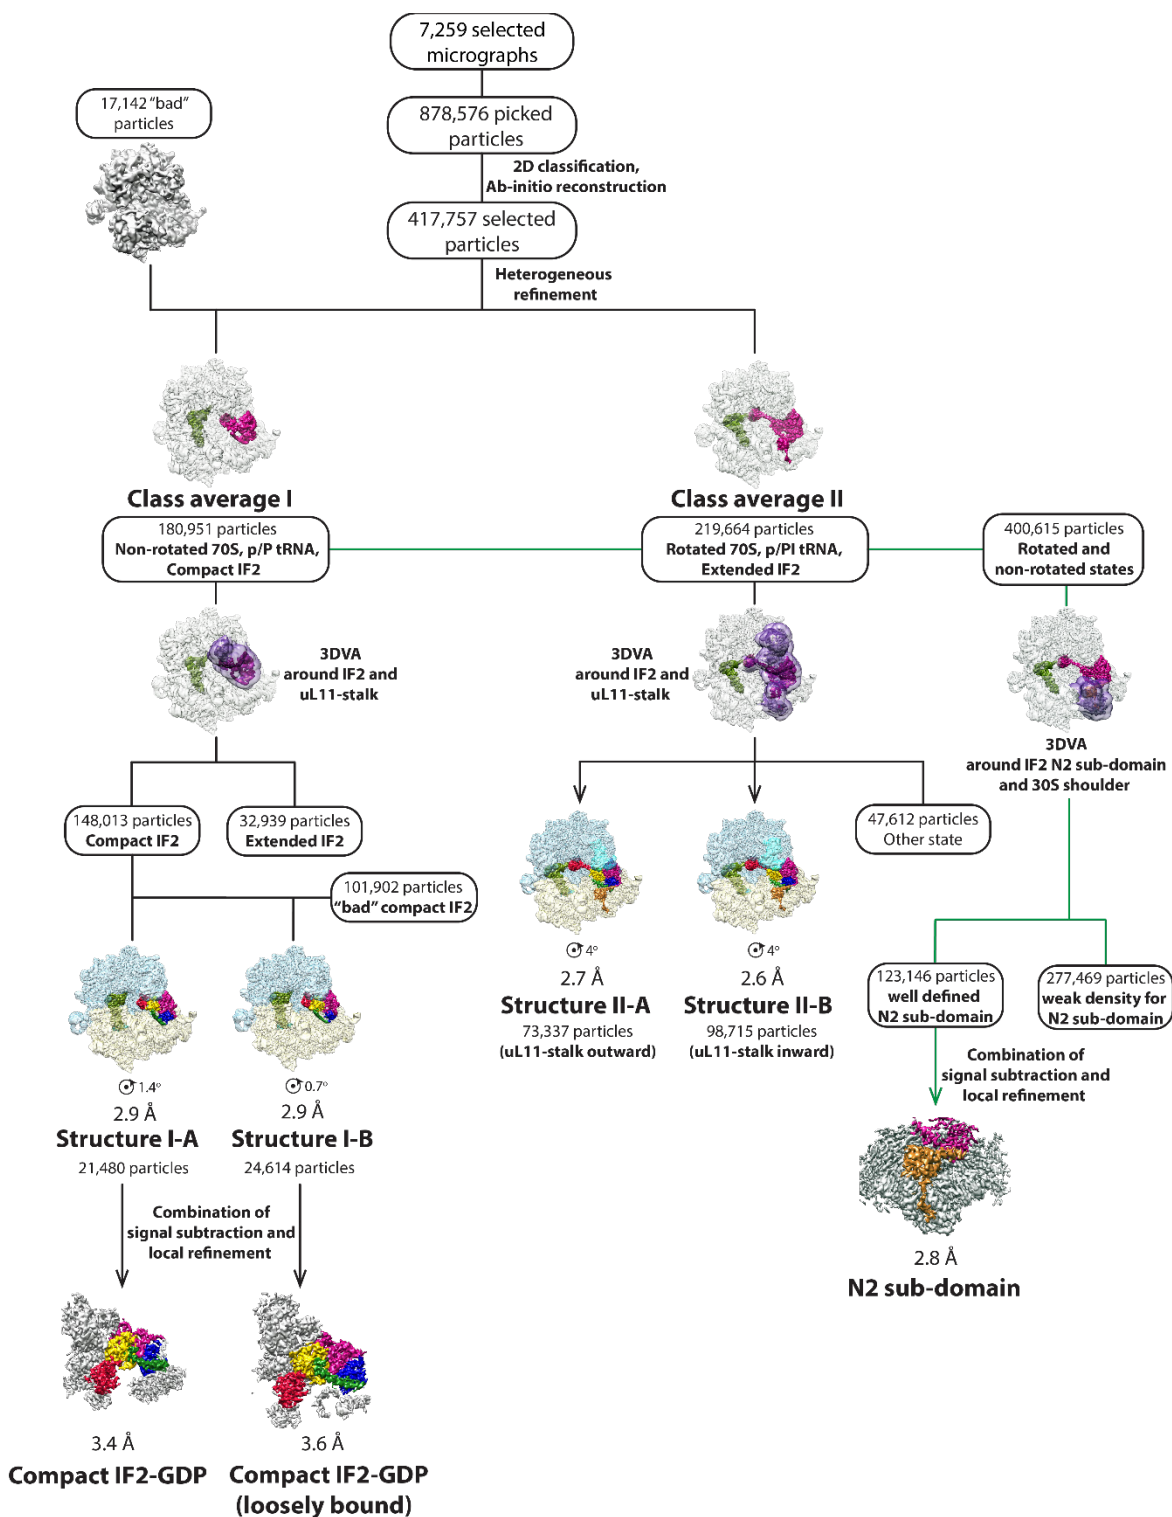 7,259 selected
micrographs
17,142 "bad"
particles
878,576 picked
particles
2D classification,
Ab-initio reconstruction
417,757 selected
particles
Heterogeneous
refinement
Class average I
180,951 particles
Non-rotated 70S, p/P tRNA,
Compact IF2
Class average II
219,664 particles
Rotated 70S, p/PI tRNA,
Extended IF2
400,615 particles
Rotated and
non-rotated states
3DVA
around IF2 and
uL11-stalk
3DVA
around IF2 and
uL11-stalk
3DVA
around IF2 N2 sub-domain
and 30S shoulder
148,013 particles
Compact IF2
32,939 particles
Extended IF2
47,612 particles
Other state
101,902 particles
"bad" compact IF2
4°
2.7 Å
Structure II-A
73,337 particles
(uL11-stalk outward)
4°
2.6 Å
Structure II-B
98,715 particles
(uL11-stalk inward)
123,146 particles
well defined
N2 sub-domain
277,469 particles
weak density for
N2 sub-domain
1.4°
2.9 Å
Structure I-A
21,480 particles
0.7°
2.9 Å
Structure I-B
24,614 particles
Combination of
signal subtraction and
local refinement
Combination of
signal subtraction and
local refinement
2.8 Å
N2 sub-domain
3.4 Å
Compact IF2-GDP
3.6 Å
Compact IF2-GDP
(loosely bound)